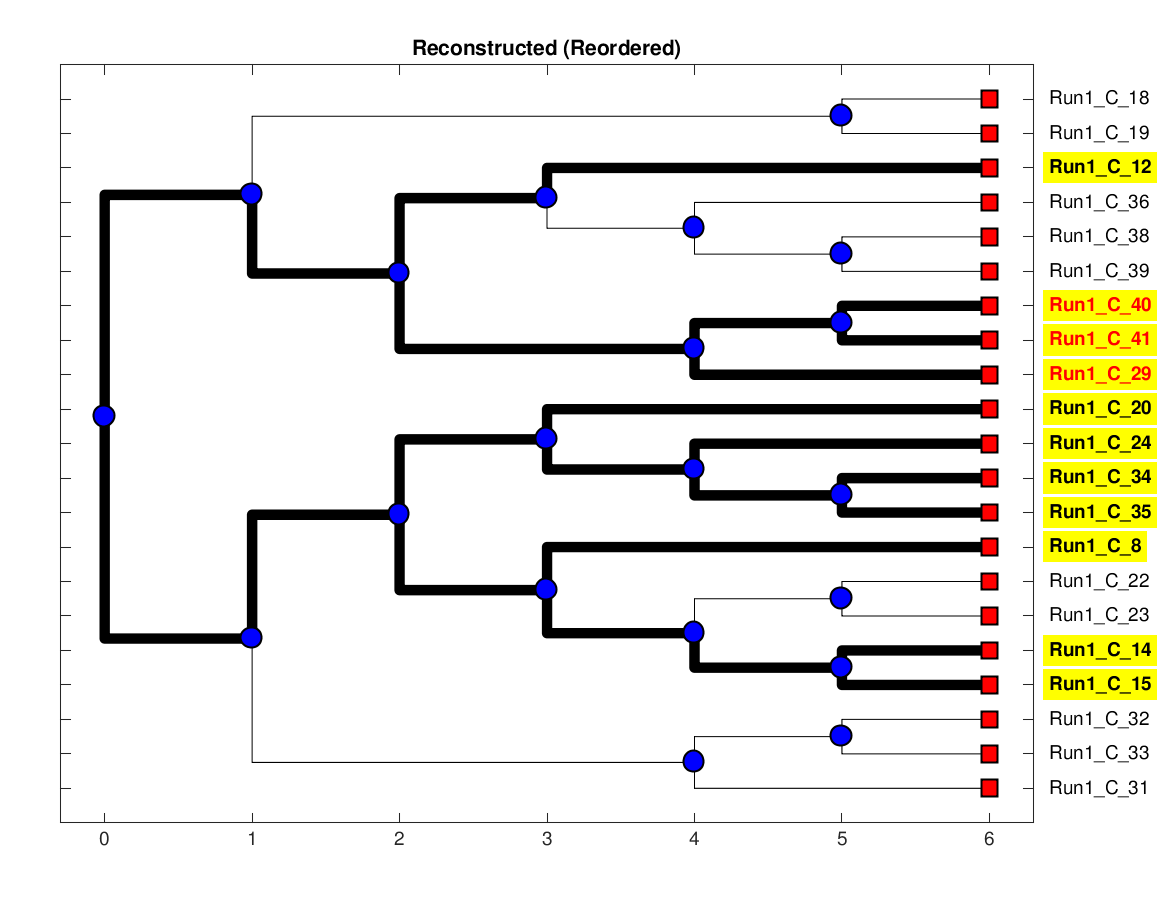 Reconstructed (Reordered)
Run1_C_18
Run1_C_19
Run1_C_12
Run1_C_36
Run1_C_38
Run1_C_39
Run1_C_40
Run1_C_41
Run1_C_29
Run1_C_20
Run1_C_24
Run1_C_34
Run1_C_35
Run1_C_8
Run1_C_22
Run1_C_23
Run1_C_14
Run1_C_15
Run1_C_32
Run1_C_33
Run1_C_31
0 1 2 3 4 5 6